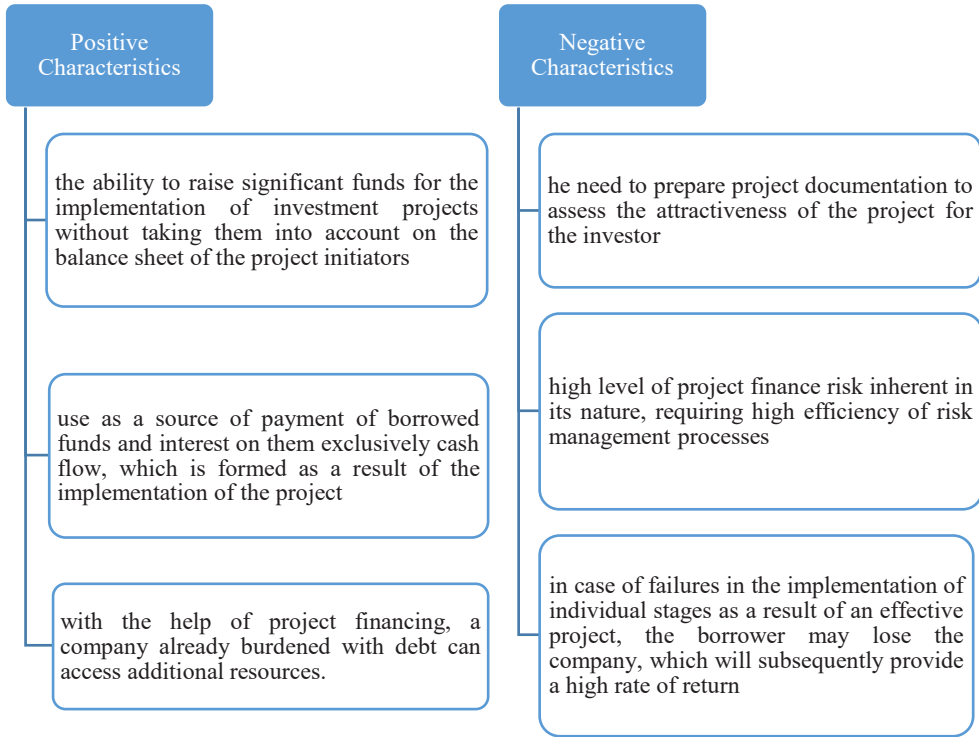 Positive
Characteristics
the ability to raise significant funds for the
implementation of investment projects
without taking them into account on the
balance sheet of the project initiators
use as a source of payment of borrowed
funds and interest on them exclusively cash
flow, which is formed as a result of the
implementation of the project
with the help of project financing, a
company already burdened with debt can
access additional resources.
Negative
Characteristics
he need to prepare project documentation to
assess the attractiveness of the project for
the investor
high level of project finance risk inherent in
its nature, requiring high efficiency of risk
management processes
in case of failures in the implementation of
individual stages as a result of an effective
project, the borrower may lose the
company, which will subsequently provide
a high rate of return